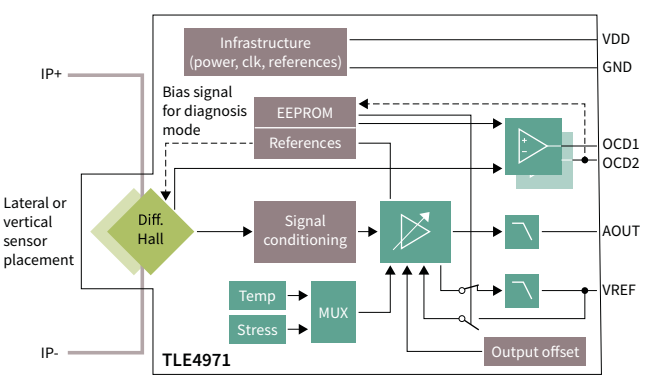 Infrastructure
(power, clk, references)
VDD
GND
IP+
Bias signal
for diagnosis
mode
EEPROM
References
+
−
OCD1
OCD2
Lateral or
vertical
sensor
placement
Diff.
Hall
Signal
conditioning
AOUT
Temp
Stress
MUX
VREF
Output offset
IP-
TLE4971